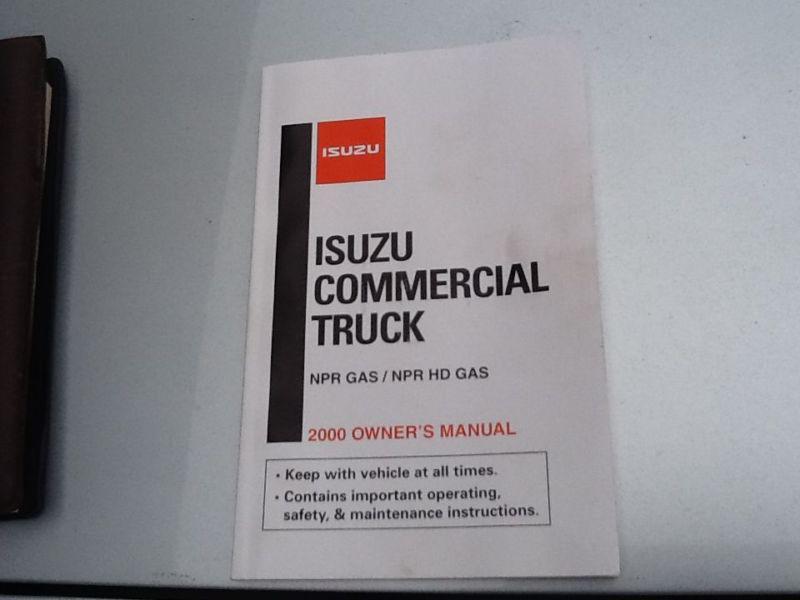 ISUZU
ISUZU
COMMERCIAL
TRUCK
NPR GAS / NPR HD GAS
2000 OWNER'S MANUAL
• Keep with vehicle at all times.
• Contains important operating,
safety, & maintenance instructions.